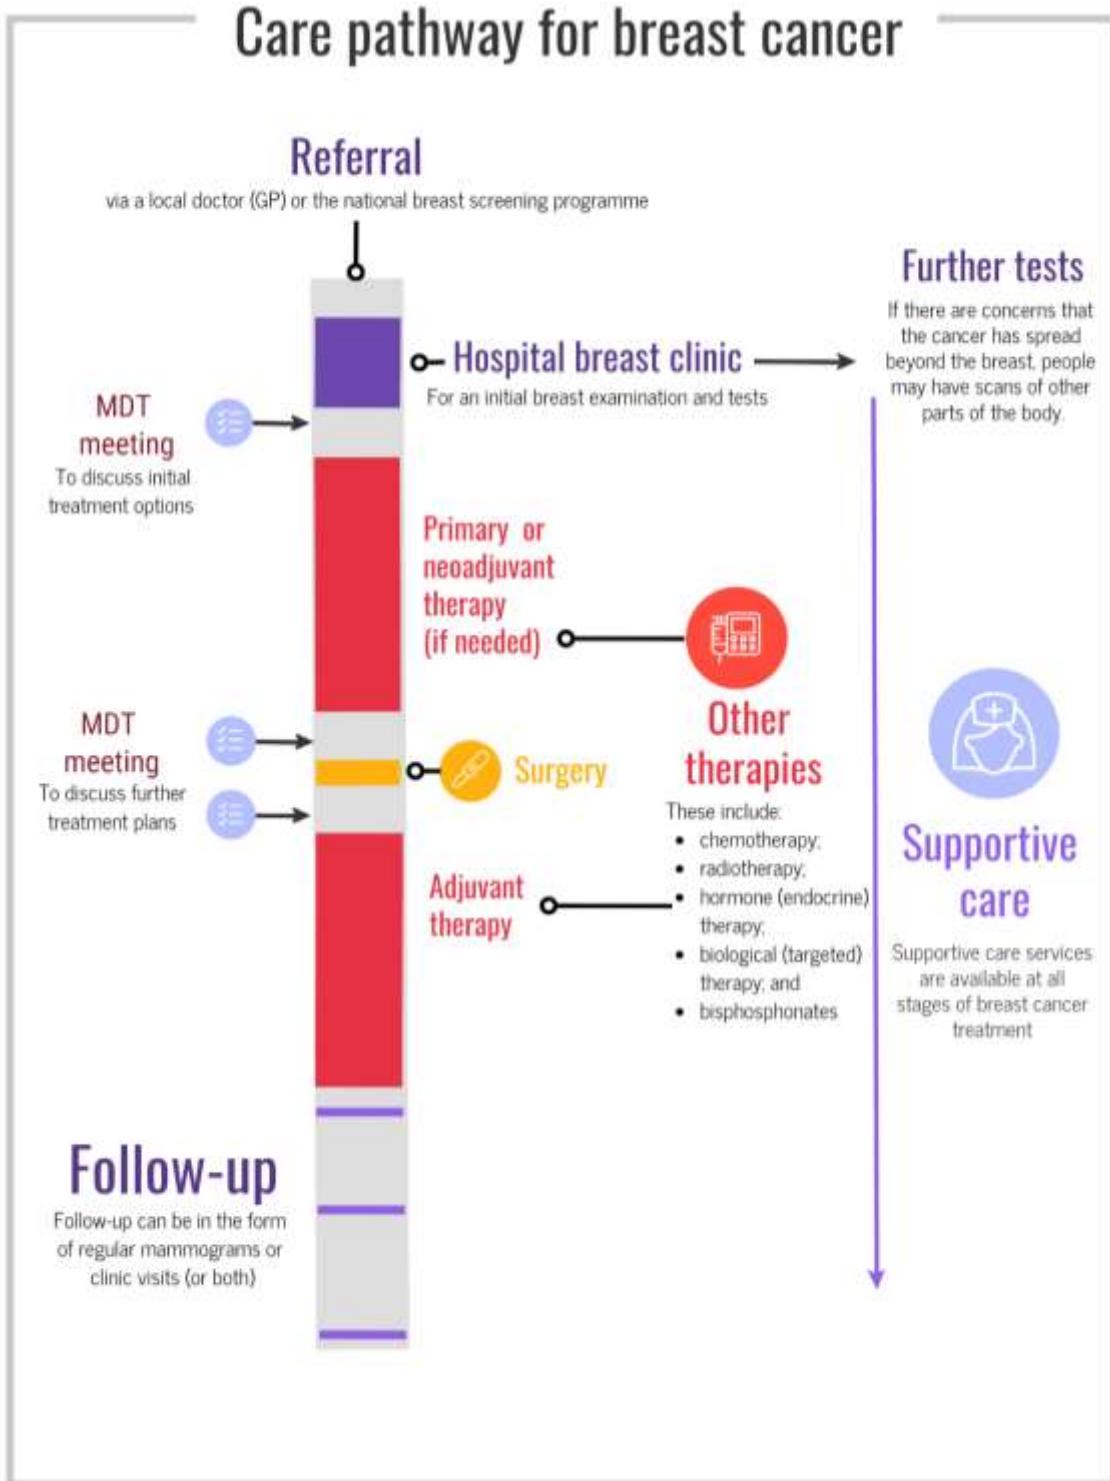 Care pathway for breast cancer
Referral
via a local doctor (GP) or the national breast screening programme
Hospital breast clinic
For an initial breast examination and tests
Further tests
If there are concerns that
the cancer has spread
beyond the breast, people
may have scans of other
parts of the body.
MDT
meeting
To discuss initial
treatment options
Primary or
neoadjuvant
therapy
(if needed)
MDT
meeting
To discuss further
treatment plans
Surgery
Adjuvant
therapy
Other
therapies
These include:
• chemotherapy;
• radiotherapy;
• hormone (endocrine)
therapy;
• biological (targeted)
therapy; and
• bisphosphonates
Supportive
care
Supportive care services
are available at all
stages of breast cancer
treatment
Follow-up
Follow-up can be in the form
of regular mammograms or
clinic visits (or both)